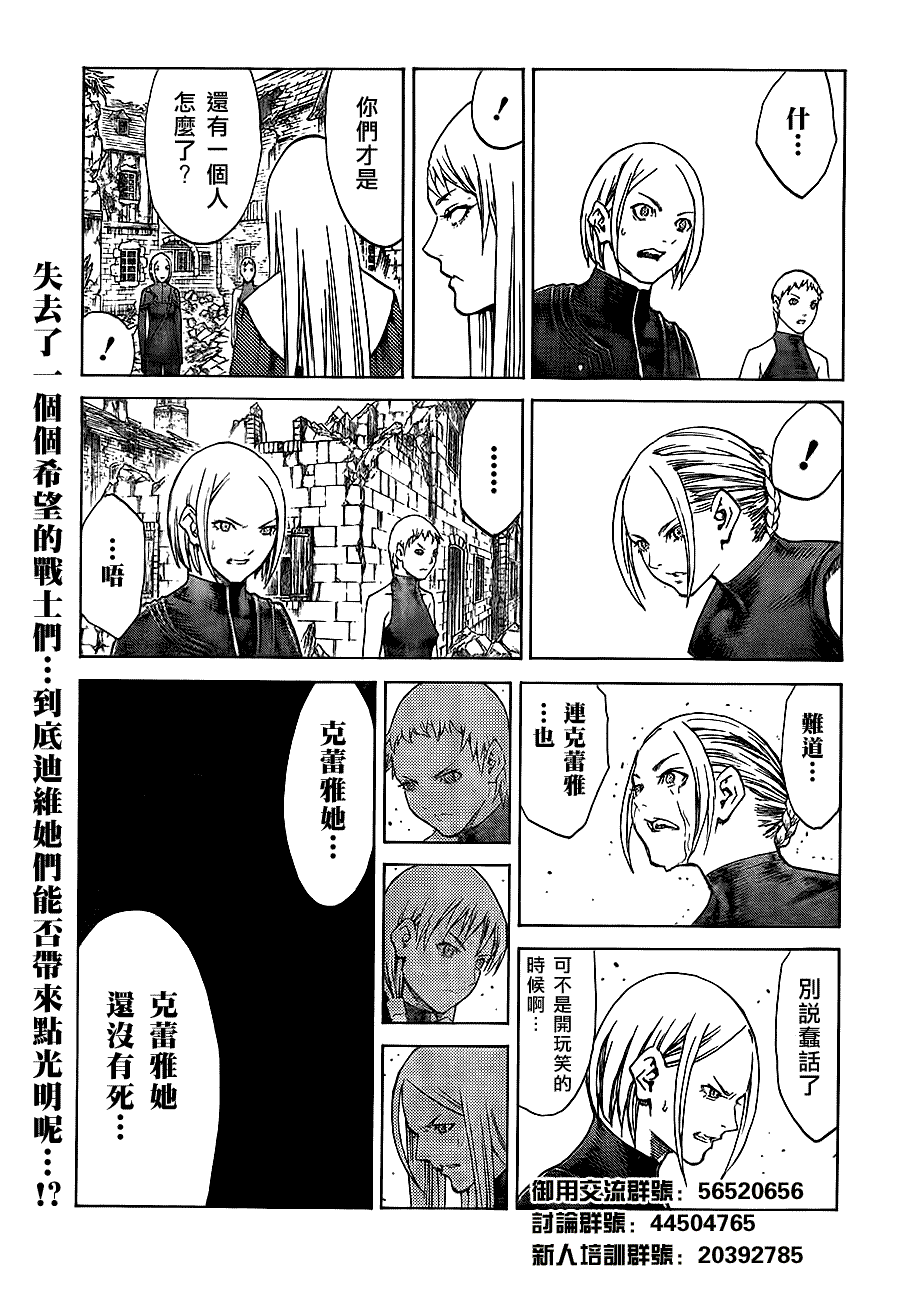 什…
！
你們才是
還有一個人
怎麼了？
！
！
……
…唔
難道…
連克蕾雅
…也
別説蠢話了
可不是開玩笑的
時候啊…
克蕾雅她…
克蕾雅她
還沒有死…
失去了一個個希望的戰士們…到底迪維她們能否帶來點光明呢…!?
御用交流群號：56520656
討論群號：44504765
新人培訓群號：20392785